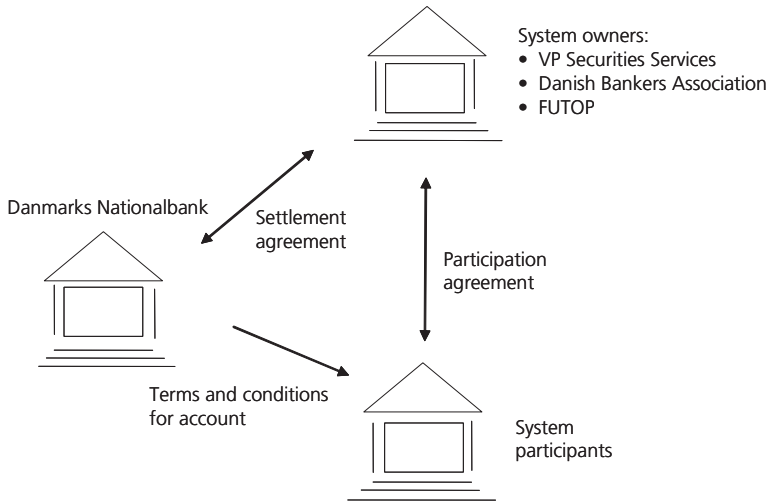 System owners:
• VP Securities Services
• Danish Bankers Association
• FUTOP
Danmarks Nationalbank
Settlement
agreement
Participation
agreement
Terms and conditions
for account
System
participants